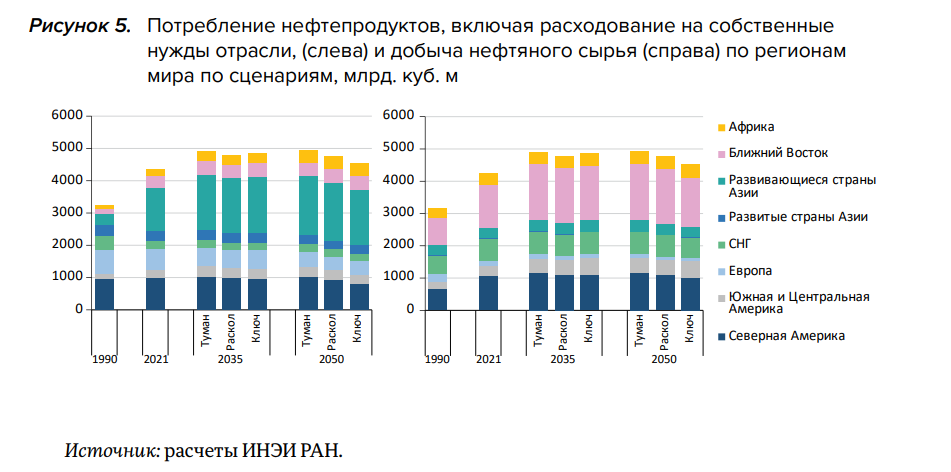 Рисунок 5. Потребление нефтепродуктов, включая расходование на собственные
нужды отрасли, (слева) и добыча нефтяного сырья (справа) по регионам
мира по сценариям, млрд. куб. м
6000
5000
4000
3000
2000
1000
0
Туман
Раскол
Ключ
Туман
Раскол
Ключ
1990
2021
2035
2050
6000
5000
4000
3000
2000
1000
0
Туман
Раскол
Ключ
Туман
Раскол
Ключ
1990
2021
2035
2050
Африка
Ближний Восток
Развивающиеся страны
Азии
Развитые страны Азии
СНГ
Европа
Южная и Центральная
Америка
Северная Америка
Источник: расчеты ИНЭИ РАН.